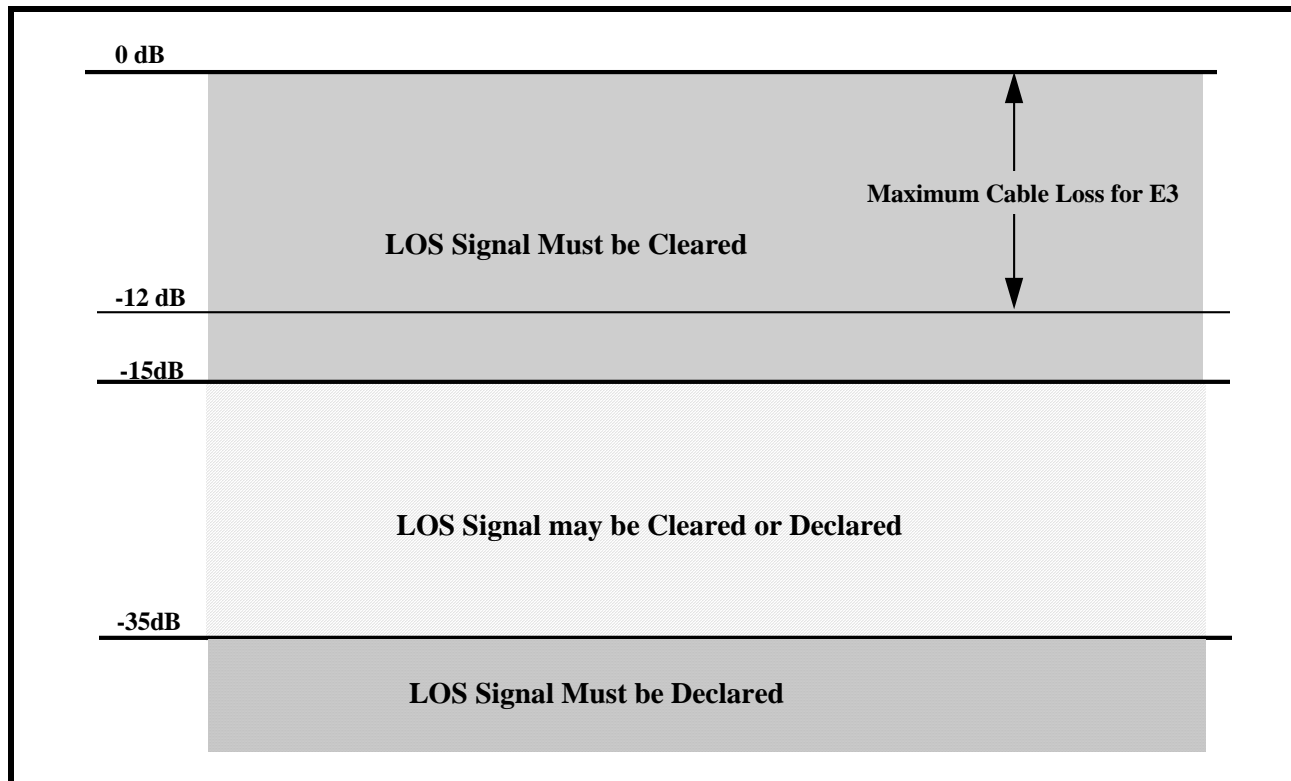 0 dB
Maximum Cable Loss for E3
LOS Signal Must be Cleared
-12 dB
-15dB
LOS Signal may be Cleared or Declared
-35dB
LOS Signal Must be Declared